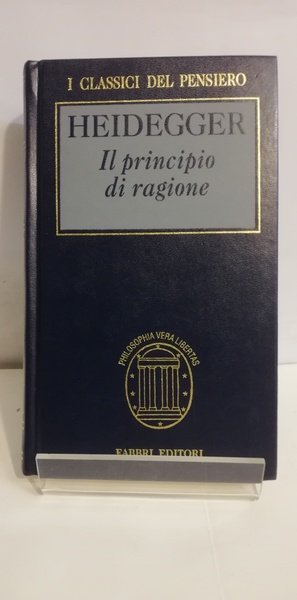 I CLASSICI DEL PENSIERO
HEIDEGGER
Il principio
di ragione
PHILOSOPHIA VERA LIBERTAS
FABBRI EDITORI